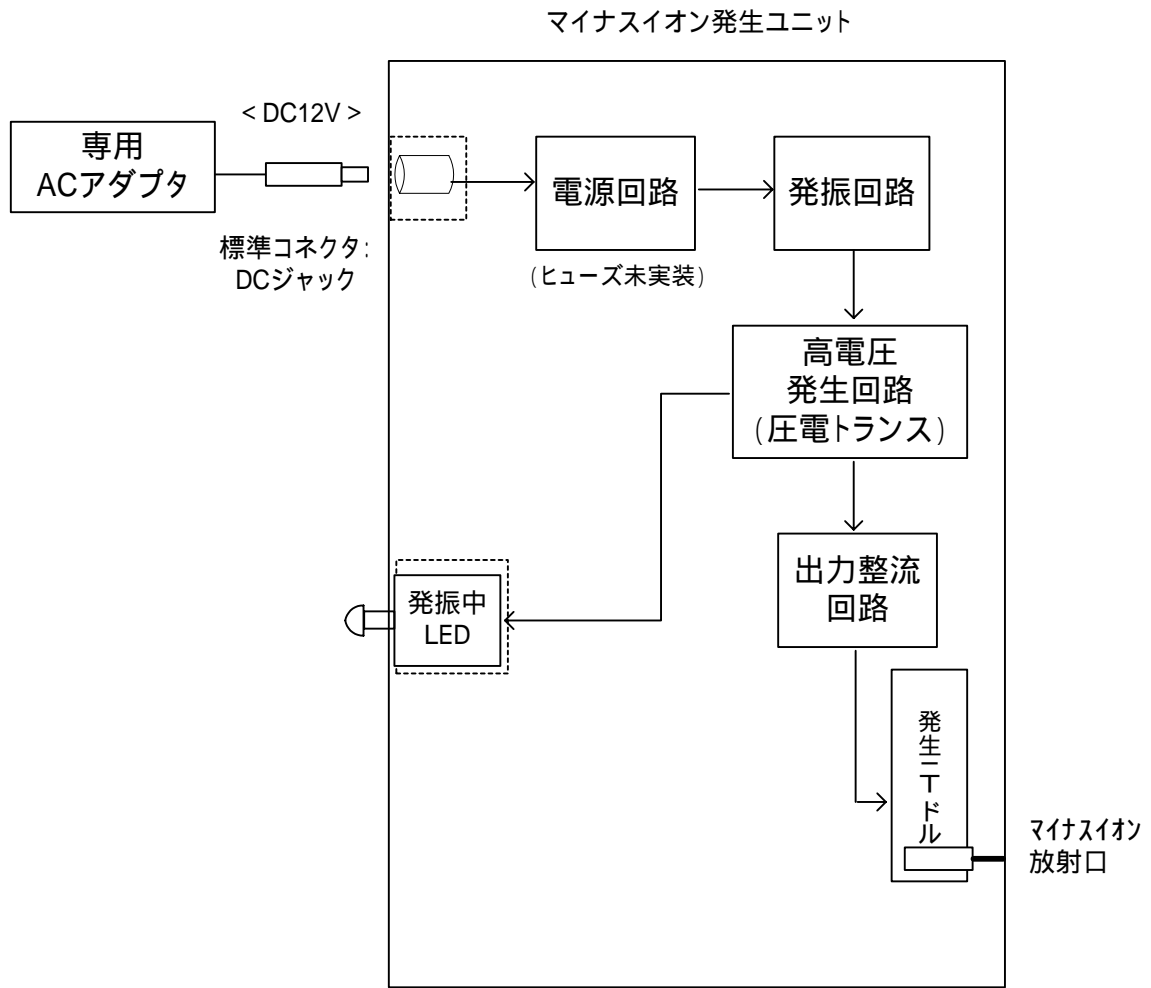 マイナスイオン発生ユニット
< DC12V >
専用
ACアダプタ
標準コネクタ:
DCジャック
電源回路
(ヒューズ未実装)
発振回路
高電圧
発生回路
(圧電トランス)
発振中
LED
出力整流
回路
発生ニードル
マイナスイオン
放射口